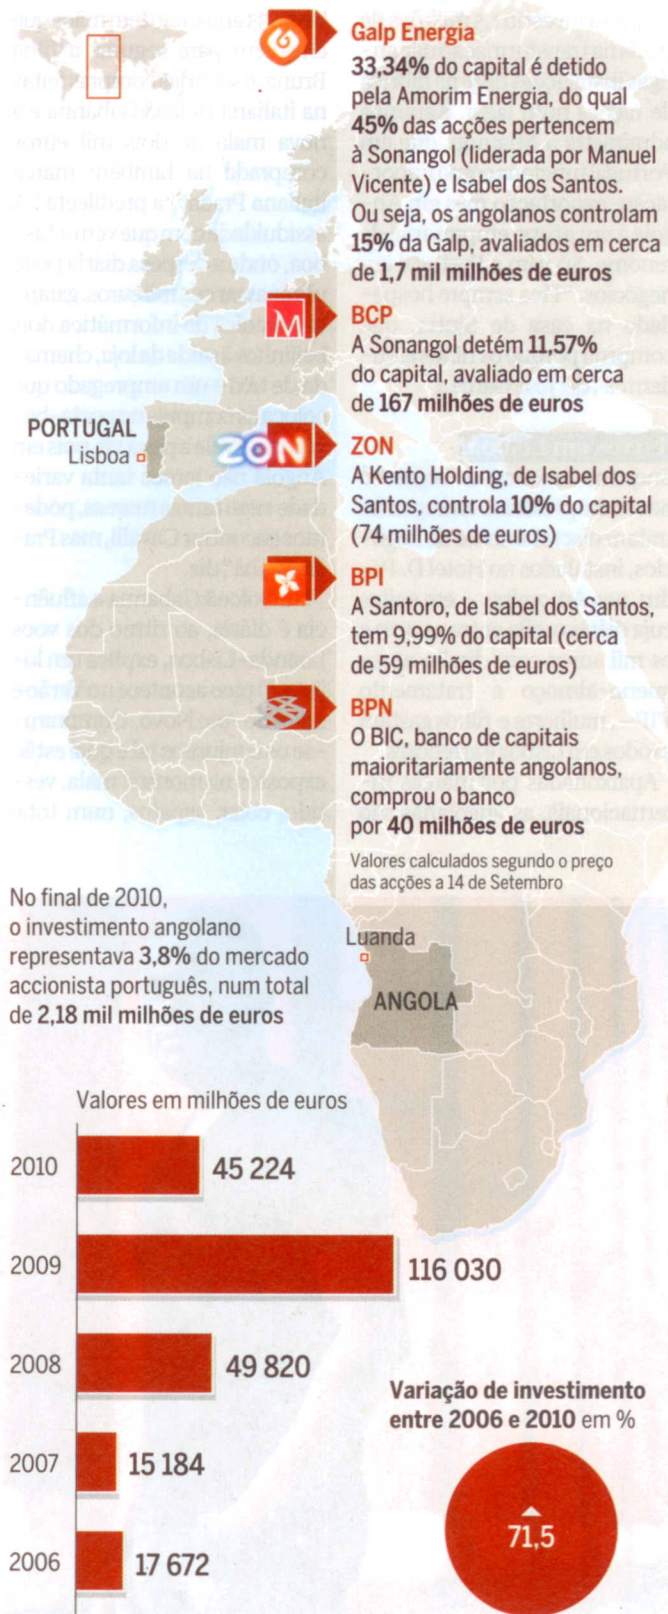 Galp Energia
33,34% do capital é detido
pela Amorim Energia, do qual
45% das acções pertencem
à Sonangol (liderada por Manuel
Vicente) e Isabel dos Santos.
Ou seja, os angolanos controlam
15% da Galp, avaliados em cerca
de 1,7 mil milhões de euros
M
BCP
A Sonangol detém 11,57%
do capital, avaliado em cerca
de 167 milhões de euros
PORTUGAL
Lisboa
ZON
ZON
A Kento Holding, de Isabel dos
Santos, controla 10% do capital
(74 milhões de euros)
BPI
A Santoro, de Isabel dos Santos,
tem 9,99% do capital (cerca
de 59 milhões de euros)
BPN
O BIC, banco de capitais
maioritariamente angolanos,
comprou o banco
por 40 milhões de euros
Valores calculados segundo o preço
das acções a 14 de Setembro
No final de 2010,
o investimento angolano
representava 3,8% do mercado
accionista português, num total
de 2,18 mil milhões de euros
Luanda
ANGOLA
Valores em milhões de euros
2010 45 224
2009 116 030
2008 49 820
2007 15 184
2006 17 672
Variação de investimento
entre 2006 e 2010 em %
71,5